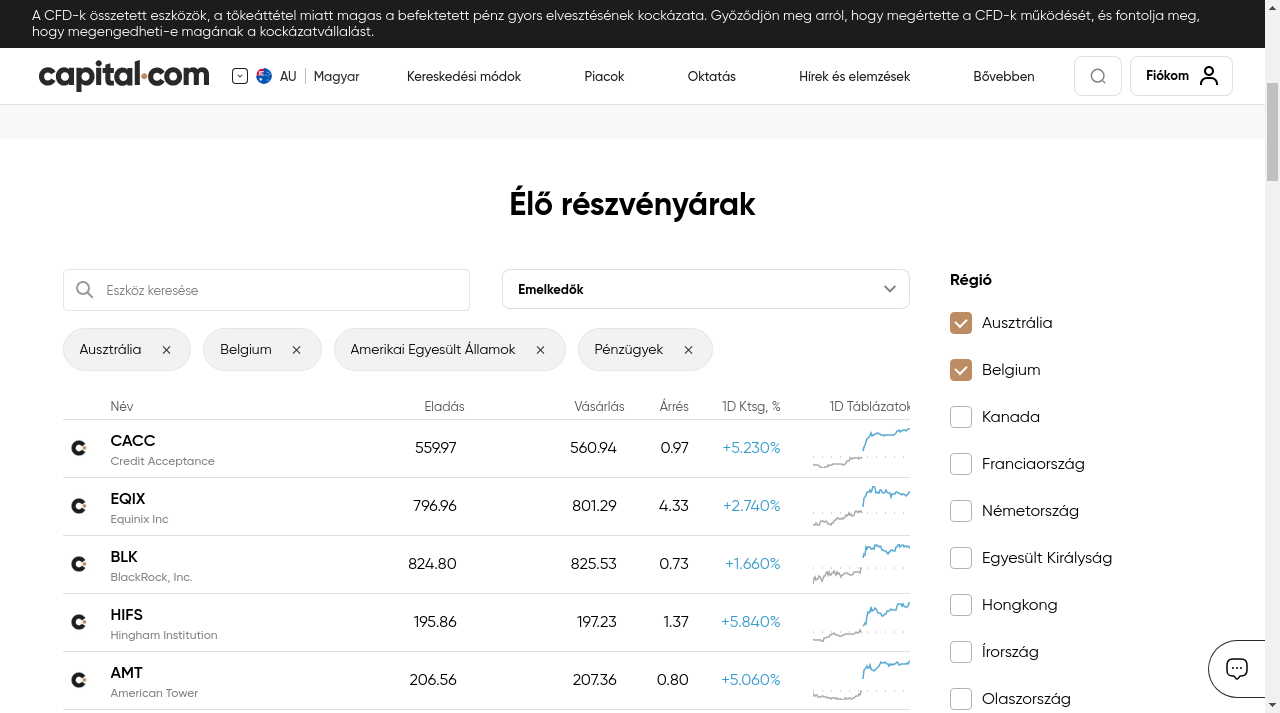 A CFD-k összetett eszközök, a tőkeáttétel miatt magas a befektetett pénz gyors elvesztésének kockázata. Győződjön meg arról, hogy megértette a CFD-k működését, és fontolja meg,
hogy megengedheti-e magának a kockázatvállalást.
capital.com AU Magyar Kereskedési módok Piacok Oktatás Hírek és elemzések Bővebben Fiókom
Élő részvényárak
Eszköz keresése
Emelkedők
Ausztrália Belgium Amerikai Egyesült Államok Pénzügyek
Név Eladás Vásárlás Árrés 1D Ktsg, % 1D Táblázatok
CACC 559.97 560.94 0.97 +5.230%
Credit Acceptance
EQIX 796.96 801.29 4.33 +2.740%
Equinix Inc
BLK 824.80 825.53 0.73 +1.660%
BlackRock, Inc.
HIFS 195.86 197.23 1.37 +5.840%
Hingham Institution
AMT 206.56 207.36 0.80 +5.060%
American Tower
Régió
Ausztrália
Belgium
Kanada
Franciaország
Németország
Egyesült Királyság
Hongkong
Írország
Olaszország